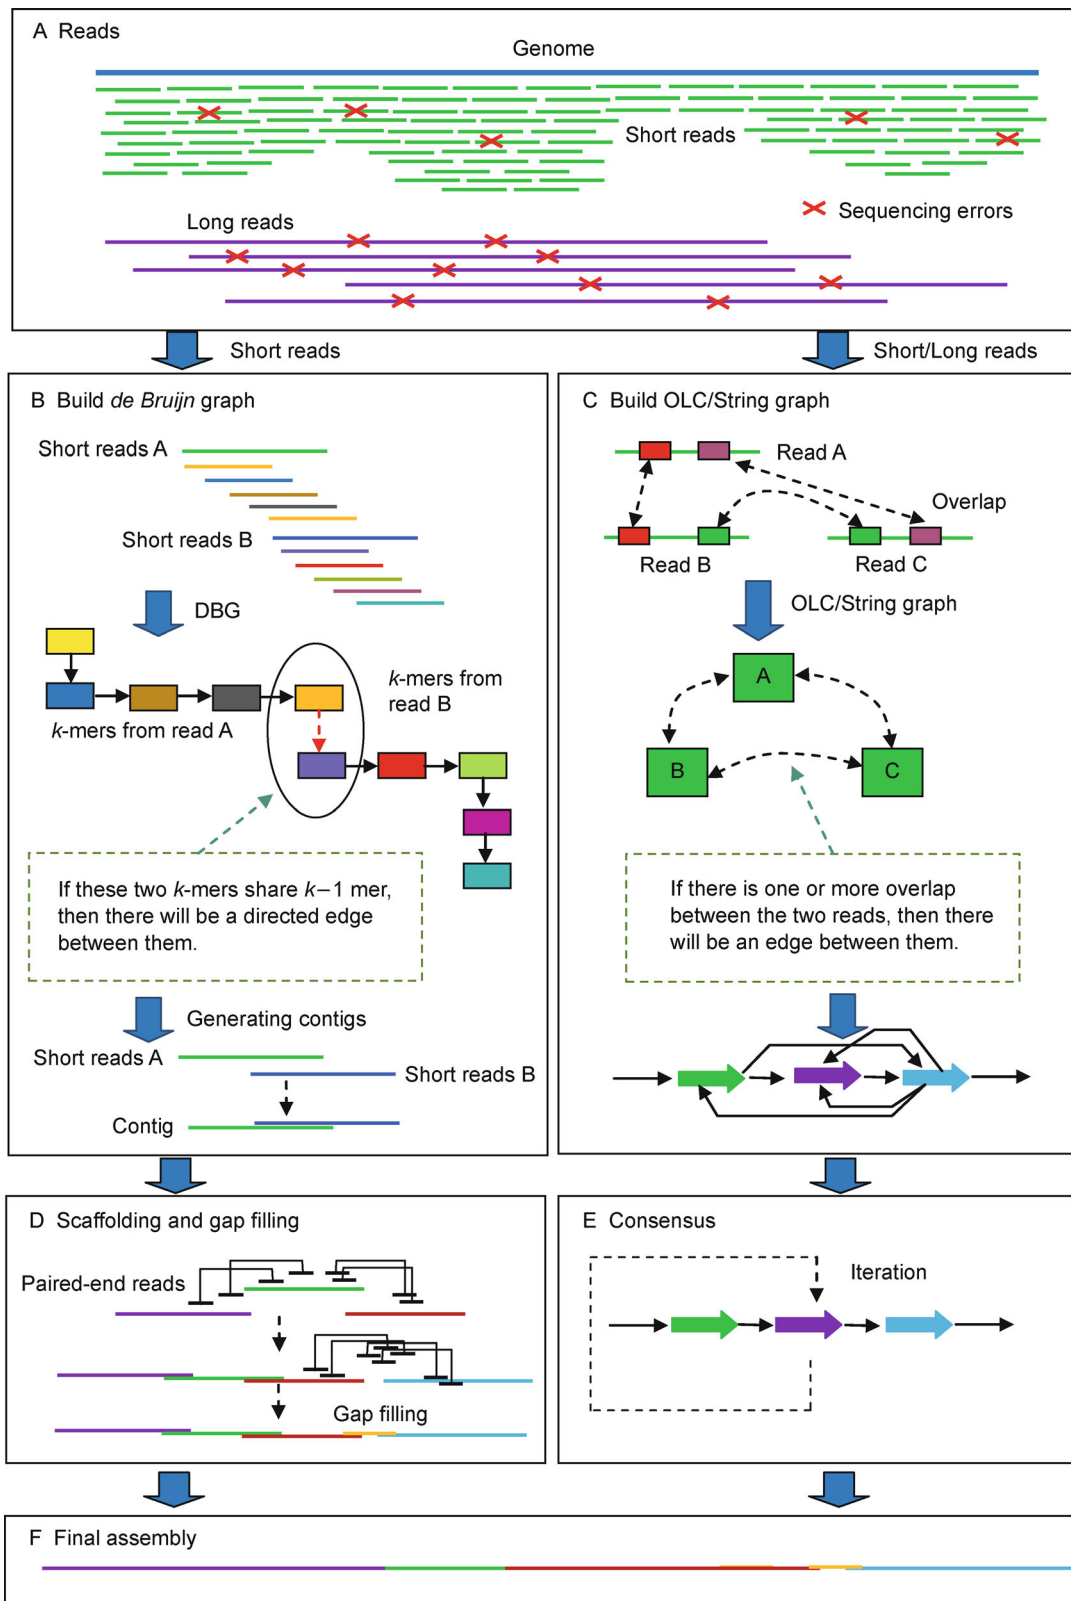 A Reads
Genome
Short reads
Sequencing errors
Long reads
Short reads
Short/Long reads
B Build de Bruijn graph
Short reads A
Short reads B
DBG
k-mers from
read B
k-mers from read A
If these two k-mers share k−1 mer,
then there will be a directed edge
between them.
Generating contigs
Short reads A
Short reads B
Contig
C Build OLC/String graph
Read A
Overlap
Read B
Read C
OLC/String graph
A
B
C
If there is one or more overlap
between the two reads, then there
will be an edge between them.
D Scaffolding and gap filling
Paired-end reads
Gap filling
E Consensus
Iteration
F Final assembly